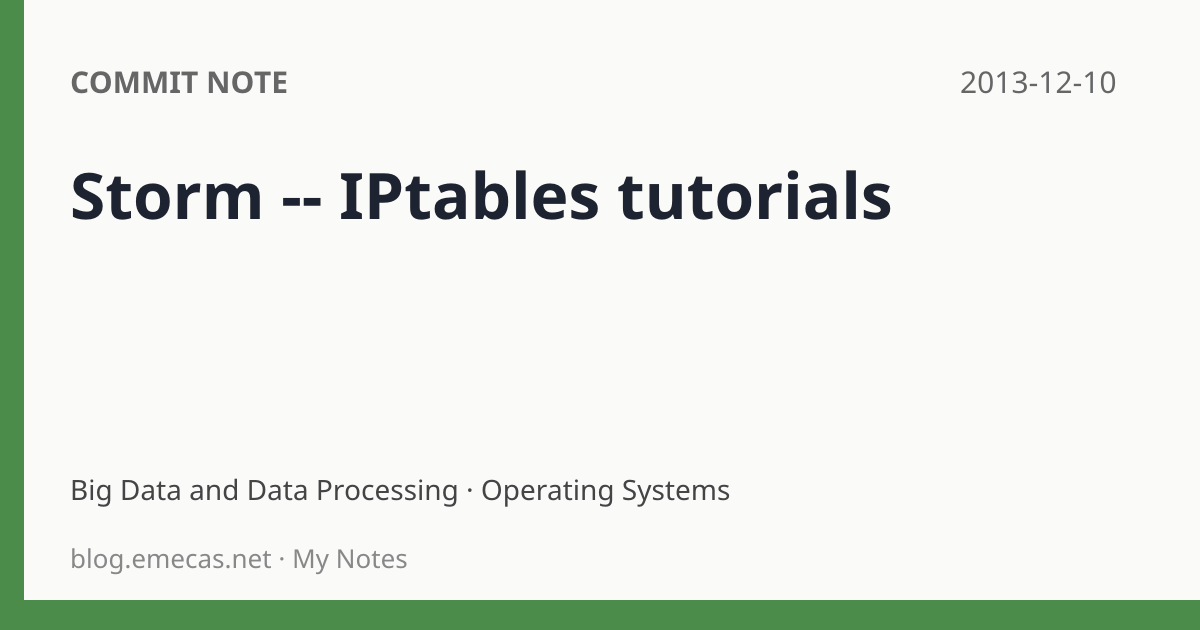 COMMIT NOTE
2013-12-10
Storm -- IPtables tutorials
Big Data and Data Processing · Operating Systems
blog.emecas.net · My Notes